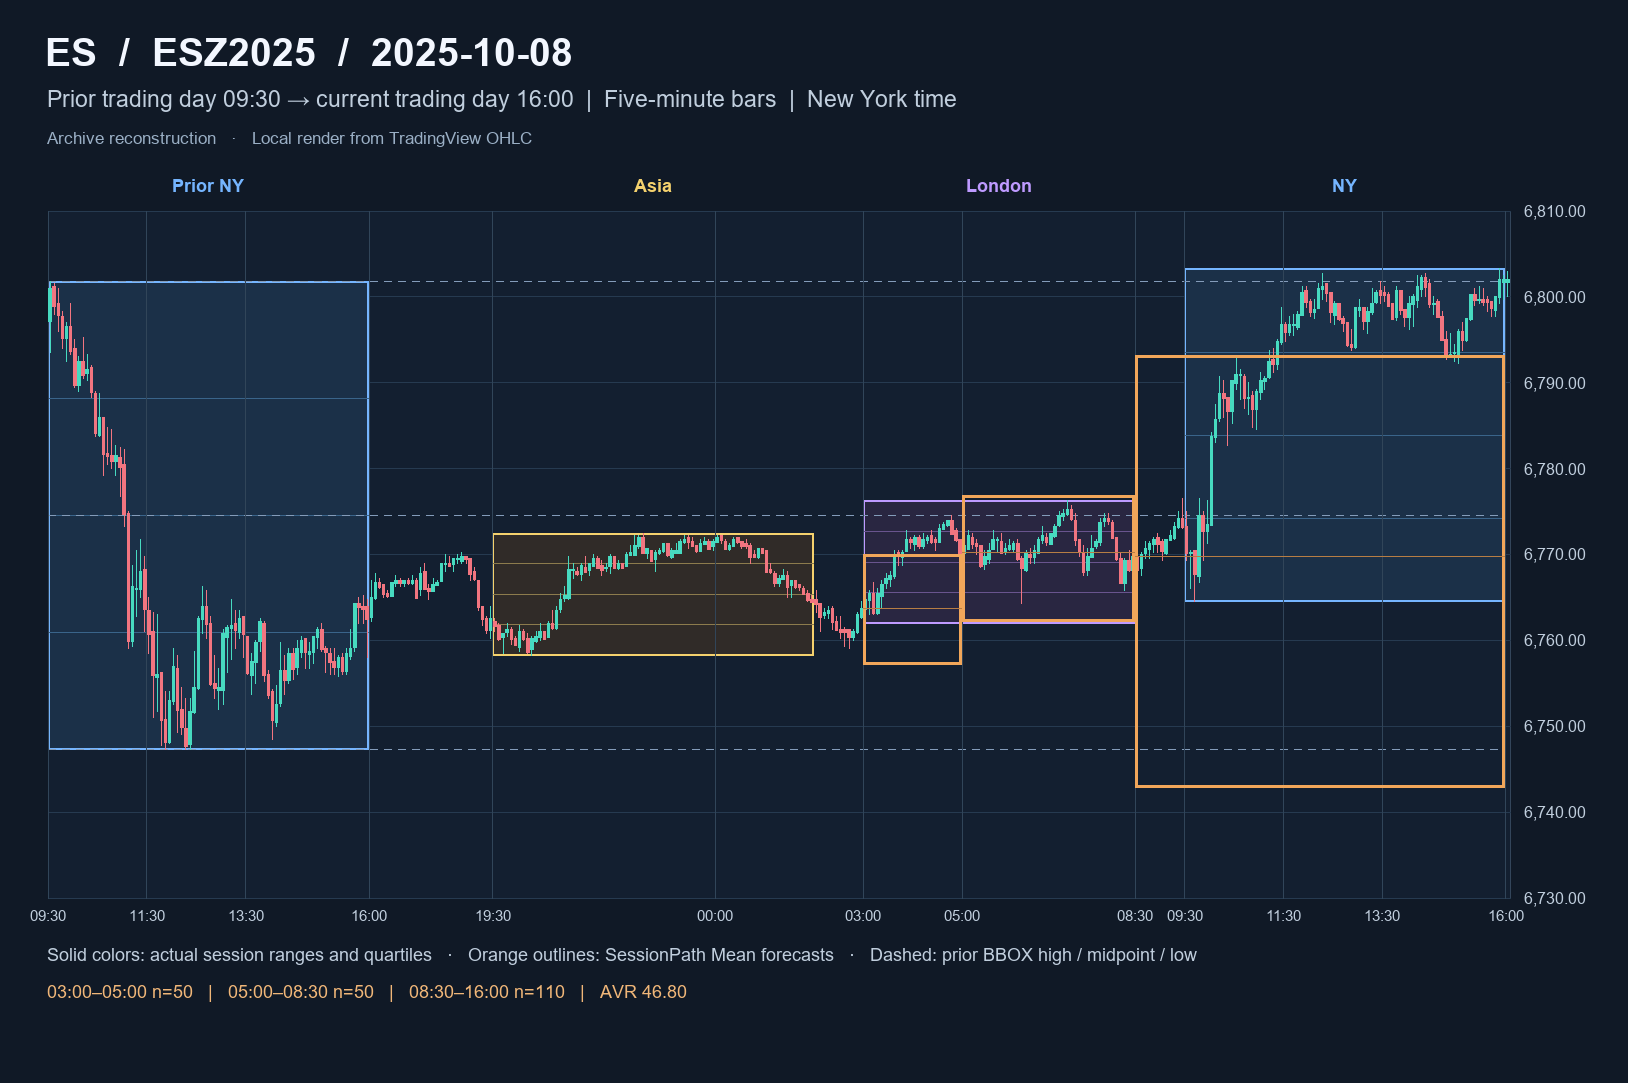 ES / ESZ2025 / 2025-10-08
Prior trading day 09:30 → current trading day 16:00 | Five-minute bars | New York time
Archive reconstruction · Local render from TradingView OHLC
Prior NY Asia London NY
6,810.00
6,800.00
6,790.00
6,780.00
6,770.00
6,760.00
6,750.00
6,740.00
6,730.00
09:30 11:30 13:30 16:00 19:30 00:00 03:00 05:00 08:30 09:30 11:30 13:30 16:00
Solid colors: actual session ranges and quartiles · Orange outlines: SessionPath Mean forecasts · Dashed: prior BBOX high / midpoint / low
03:00–05:00 n=50 | 05:00–08:30 n=50 | 08:30–16:00 n=110 | AVR 46.80